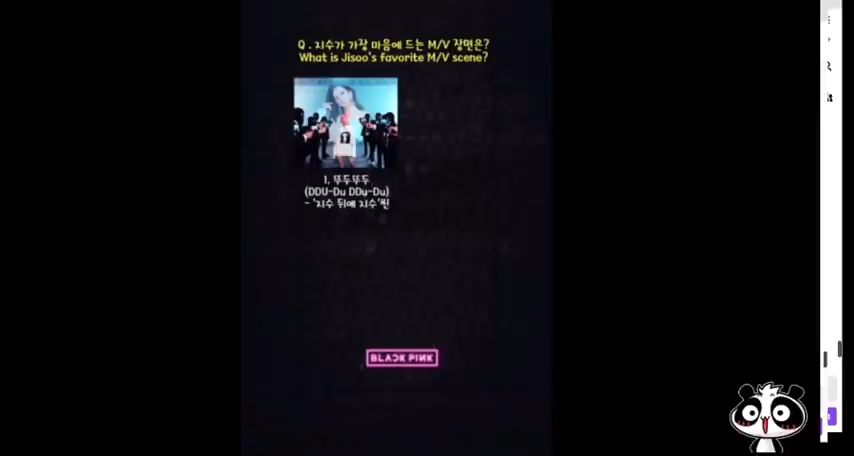 Q. 지수가 가장 마음에 드는 M/V 장면은?
What is Jisoo's favorite M/V scene?
1. 뚜두뚜두
(DDU-Du DDu-Du)
- '지수 뒤에 지수'씬
BLACKPINK